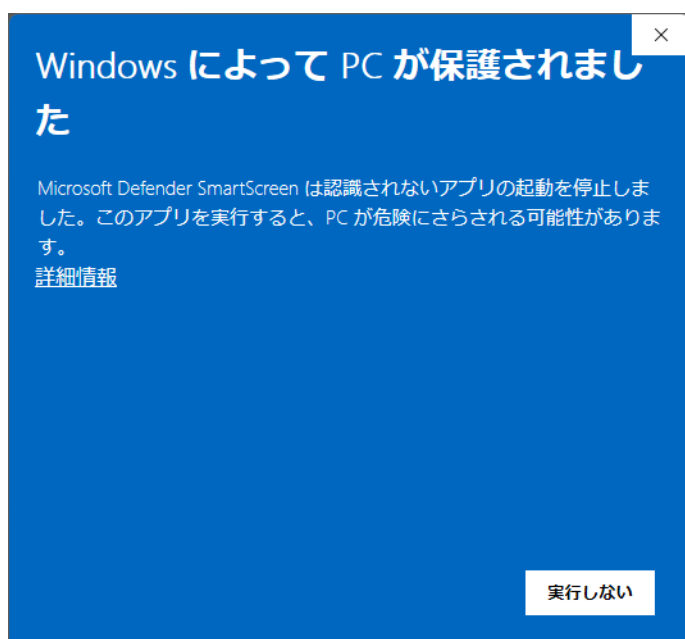 Windows によって PC が保護されまし
た
Microsoft Defender SmartScreen は認識されないアプリの起動を停止しま
した。このアプリを実行すると、PC が危険にさらされる可能性がありま
す。
詳細情報
実行しない